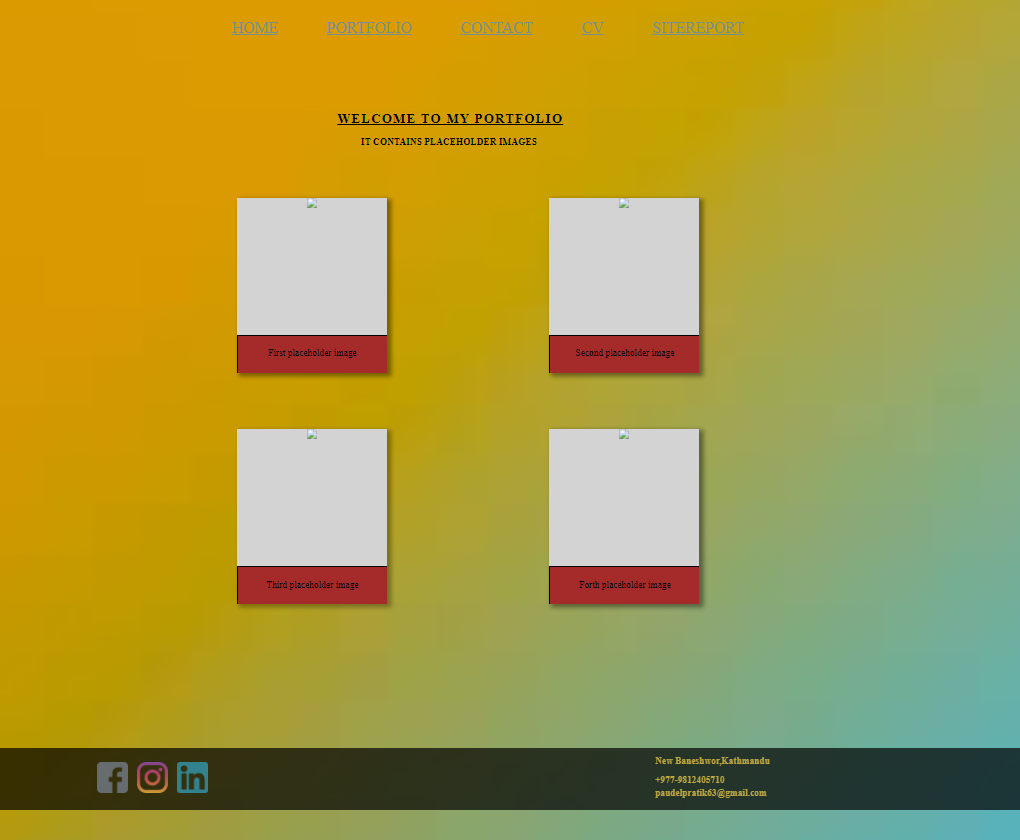 HOME PORTFOLIO CONTACT CV SITEREPORT
WELCOME TO MY PORTFOLIO
IT CONTAINS PLACEHOLDER IMAGES
First placeholder image
Second placeholder image
Third placeholder image
Forth placeholder image
New Baneshwor,Kathmandu
+977-9812405710
paudelpratik63@gmail.com